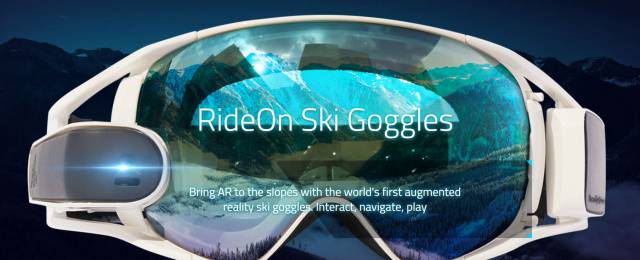 RideOn Ski Goggles
Bring AR to the slopes with the world's first augmented
reality ski goggles. Interact, navigate, play